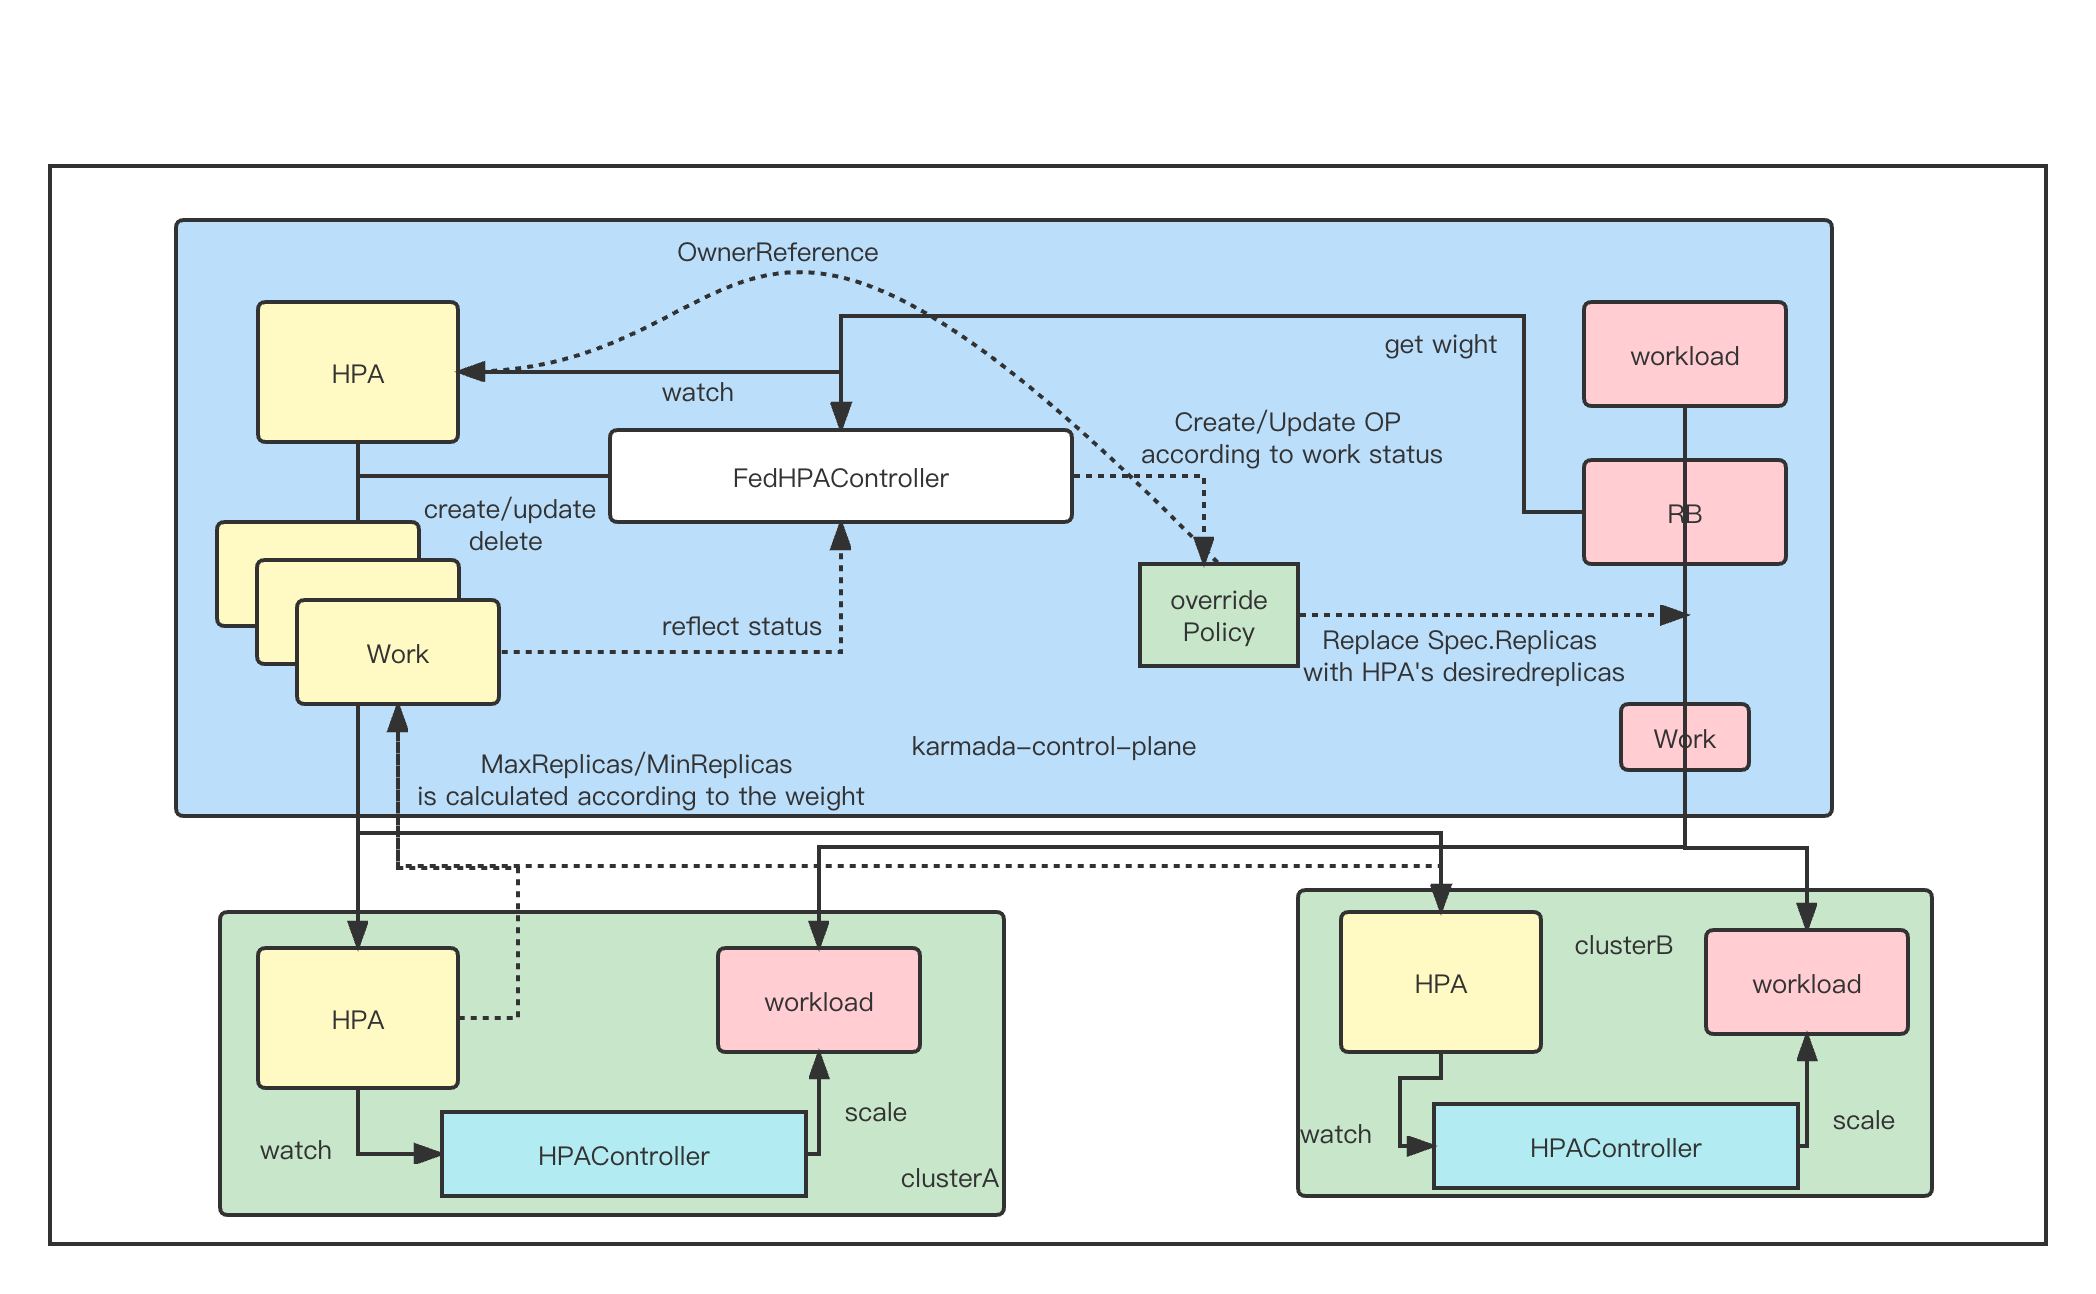 OwnerReference
HPA
watch
get wight
workload
FedHPAController
Create/Update OP
according to work status
RB
create/update
delete
Work
reflect status
override
Policy
Replace Spec.Replicas
with HPA's desiredreplicas
Work
karmada-control-plane
MaxReplicas/MinReplicas
is calculated according to the weight
HPA
workload
watch
HPAController
scale
clusterA
HPA
clusterB
workload
watch
HPAController
scale